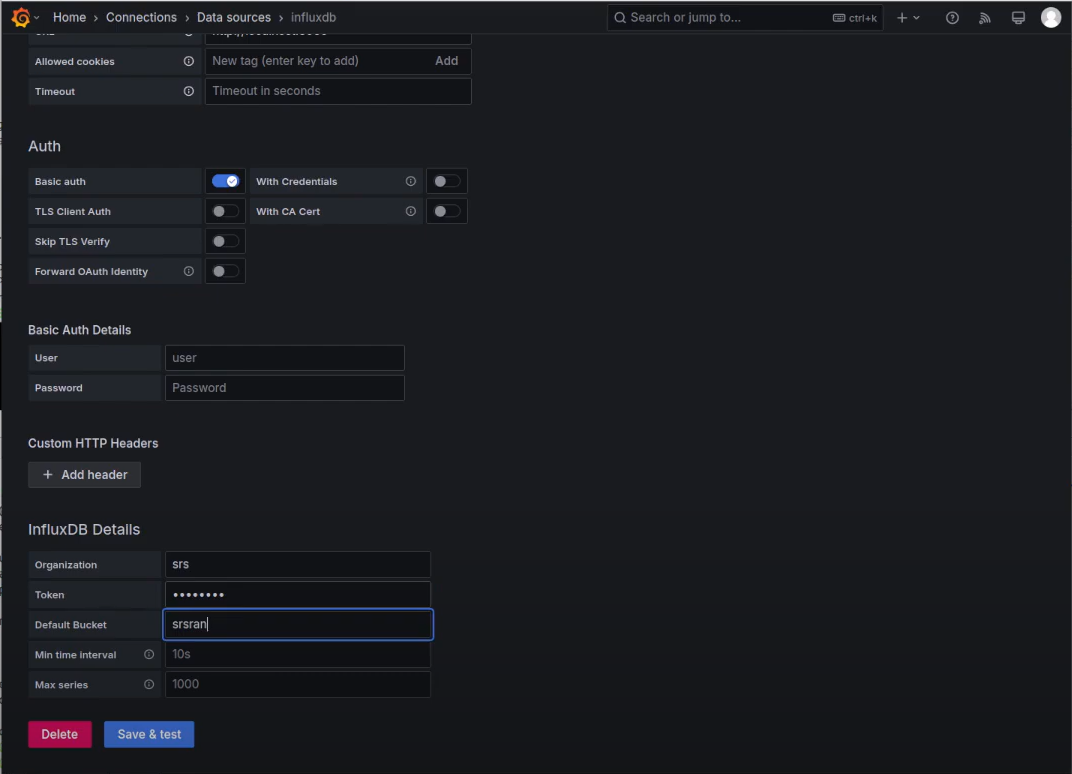 Home › Connections › Data sources › influxdb
Search or jump to... ctrl+k
Allowed cookies New tag (enter key to add) Add
Timeout Timeout in seconds
Auth
Basic auth With Credentials
TLS Client Auth With CA Cert
Skip TLS Verify
Forward OAuth Identity
Basic Auth Details
User user
Password Password
Custom HTTP Headers
+ Add header
InfluxDB Details
Organization srs
Token ••••••••
Default Bucket srsran
Min time interval 10s
Max series 1000
Delete Save & test